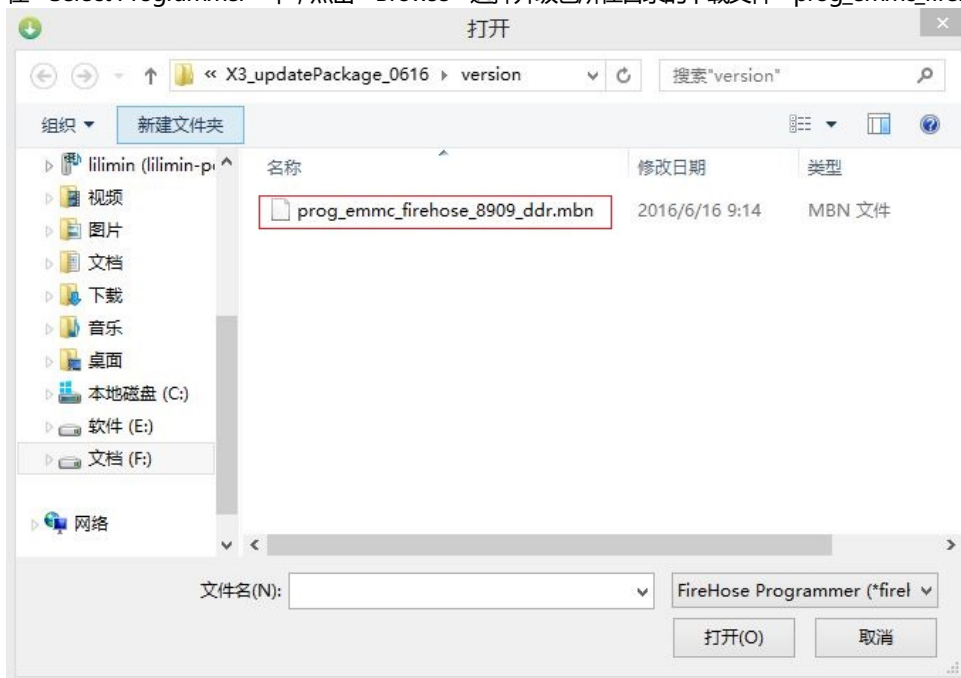 打开
« X3_updatePackage_0616 ▸ version
搜索"version"
组织 新建文件夹
lilimin (lilimin-p
视频
图片
文档
下载
音乐
桌面
本地磁盘 (C:)
软件 (E:)
文档 (F:)
网络
名称 修改日期 类型
prog_emmc_firehose_8909_ddr.mbn 2016/6/16 9:14 MBN 文件
文件名(N): FireHose Programmer (*fireh
打开(O) 取消